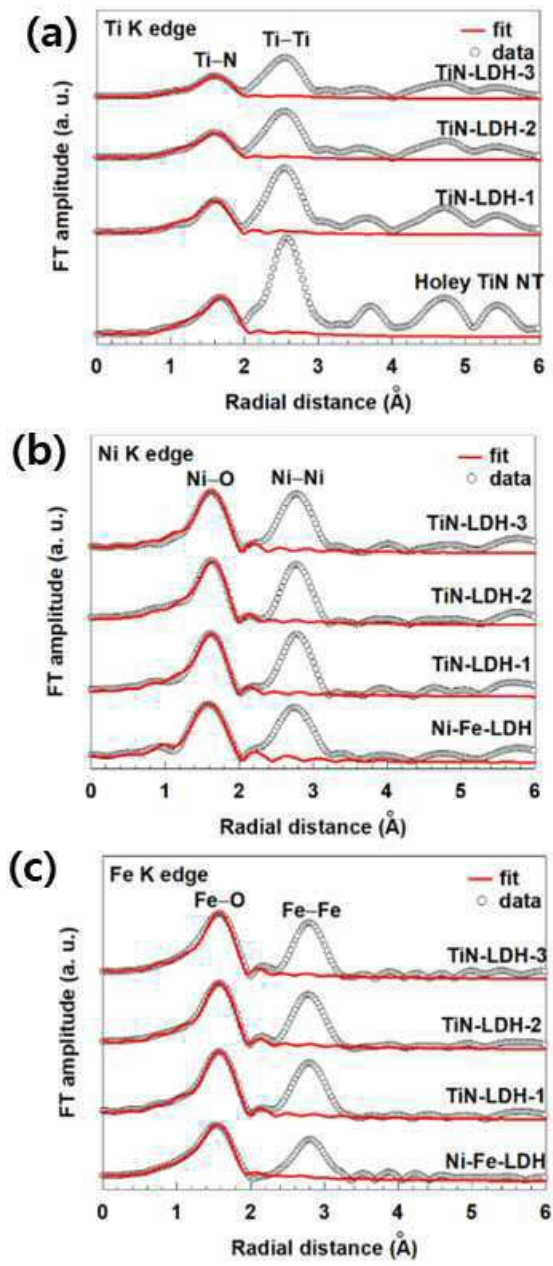 (a)
Ti K edge
Ti–N
Ti–Ti
fit
data
TiN-LDH-3
TiN-LDH-2
TiN-LDH-1
Holey TiN NT
FT amplitude (a. u.)
0 1 2 3 4 5 6
Radial distance (Å)
(b)
Ni K edge
Ni–O
Ni–Ni
fit
data
TiN-LDH-3
TiN-LDH-2
TiN-LDH-1
Ni-Fe-LDH
FT amplitude (a. u.)
0 1 2 3 4 5 6
Radial distance (Å)
(c)
Fe K edge
Fe–O
Fe–Fe
fit
data
TiN-LDH-3
TiN-LDH-2
TiN-LDH-1
Ni-Fe-LDH
FT amplitude (a. u.)
0 1 2 3 4 5 6
Radial distance (Å)